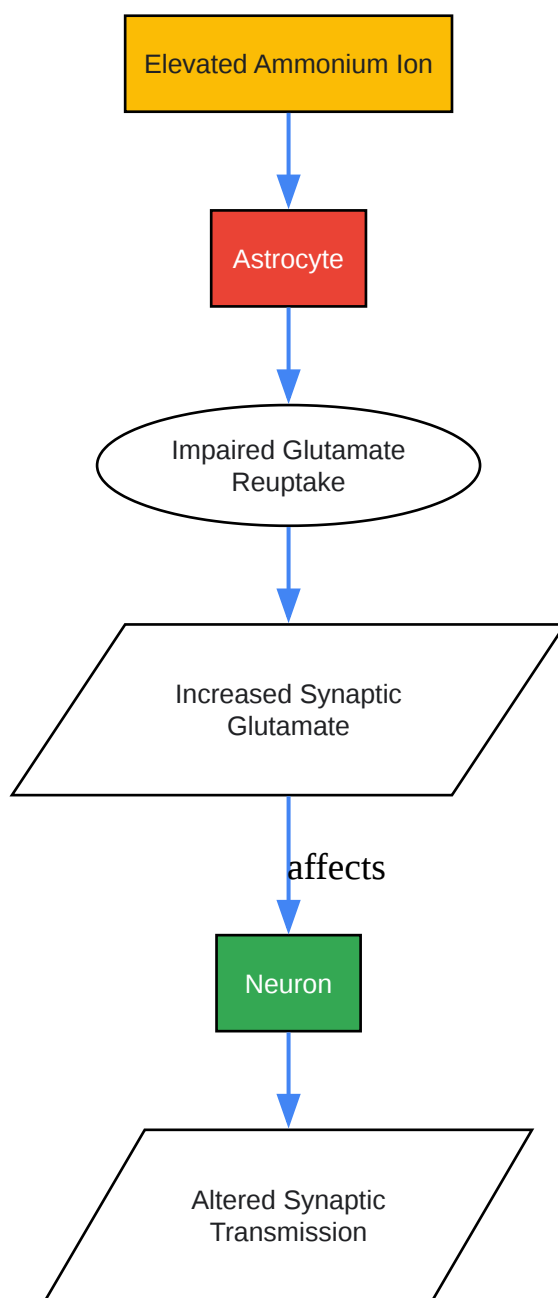 Elevated Ammonium Ion
Astrocyte
Impaired Glutamate
Reuptake
Increased Synaptic
Glutamate
affects
Neuron
Altered Synaptic
Transmission